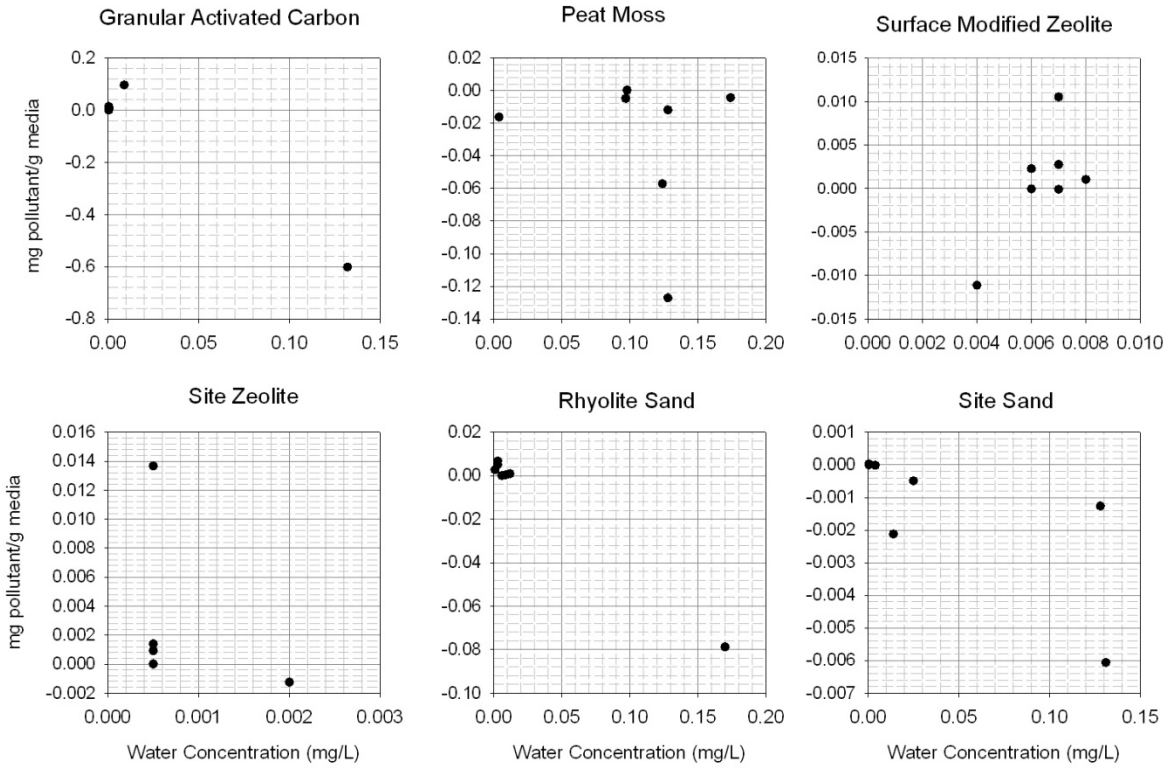 Granular Activated Carbon
Peat Moss
Surface Modified Zeolite
mg pollutant/g media
0.2
0.0
-0.2
-0.4
-0.6
-0.8
0.00 0.05 0.10 0.15
0.02
0.00
-0.02
-0.04
-0.06
-0.08
-0.10
-0.12
-0.14
0.00 0.05 0.10 0.15 0.20
0.015
0.010
0.005
0.000
-0.005
-0.010
-0.015
0.000 0.002 0.004 0.006 0.008 0.010
Site Zeolite
Rhyolite Sand
Site Sand
mg pollutant/g media
0.016
0.014
0.012
0.010
0.008
0.006
0.004
0.002
0.000
-0.002
0.000 0.001 0.002 0.003
Water Concentration (mg/L)
0.02
0.00
-0.02
-0.04
-0.06
-0.08
-0.10
0.00 0.05 0.10 0.15 0.20
Water Concentration (mg/L)
0.001
0.000
-0.001
-0.002
-0.003
-0.004
-0.005
-0.006
-0.007
0.00 0.05 0.10 0.15
Water Concentration (mg/L)